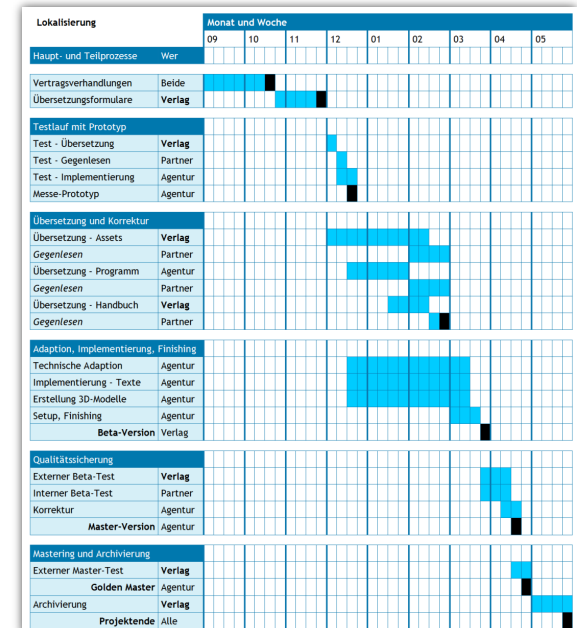 Lokalisierung Monat und Woche
09 10 11 12 01 02 03 04 05
Haupt- und Teilprozesse Wer
Vertragsverhandlungen Beide
Übersetzungsformulare Verlag
Testlauf mit Prototyp
Test - Übersetzung Verlag
Test - Gegenlesen Partner
Test - Implementierung Agentur
Messe-Prototyp Agentur
Übersetzung und Korrektur
Übersetzung - Assets Verlag
Gegenlesen Partner
Übersetzung - Programm Agentur
Gegenlesen Partner
Übersetzung - Handbuch Verlag
Gegenlesen Partner
Adaption, Implementierung, Finishing
Technische Adaption Agentur
Implementierung - Texte Agentur
Erstellung 3D-Modelle Agentur
Setup, Finishing Agentur
Beta-Version Verlag
Qualitätssicherung
Externer Beta-Test Verlag
Interner Beta-Test Partner
Korrektur Agentur
Master-Version Agentur
Mastering und Archivierung
Externer Master-Test Verlag
Golden Master Agentur
Archivierung Verlag
Projektende Alle